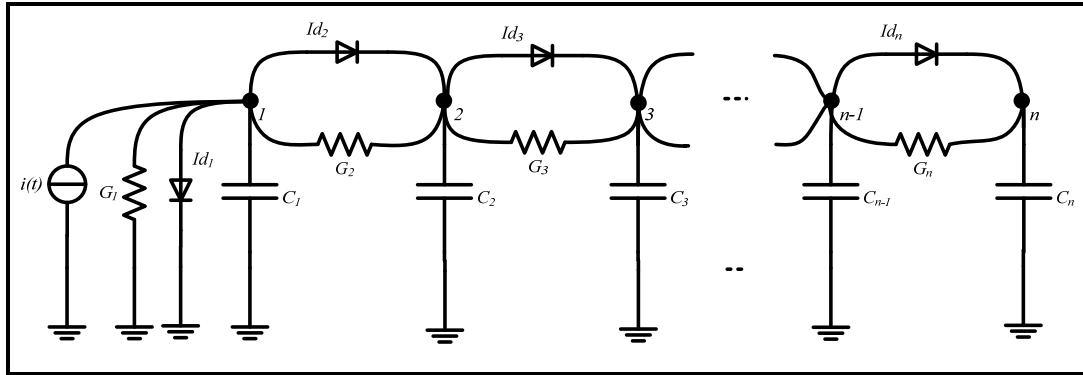 Id2
Id3
Idn
1
2
3
....
n-1
n
i(t)
G1
Id1
G2
G3
Gn
C1
C2
C3
Cn-1
Cn